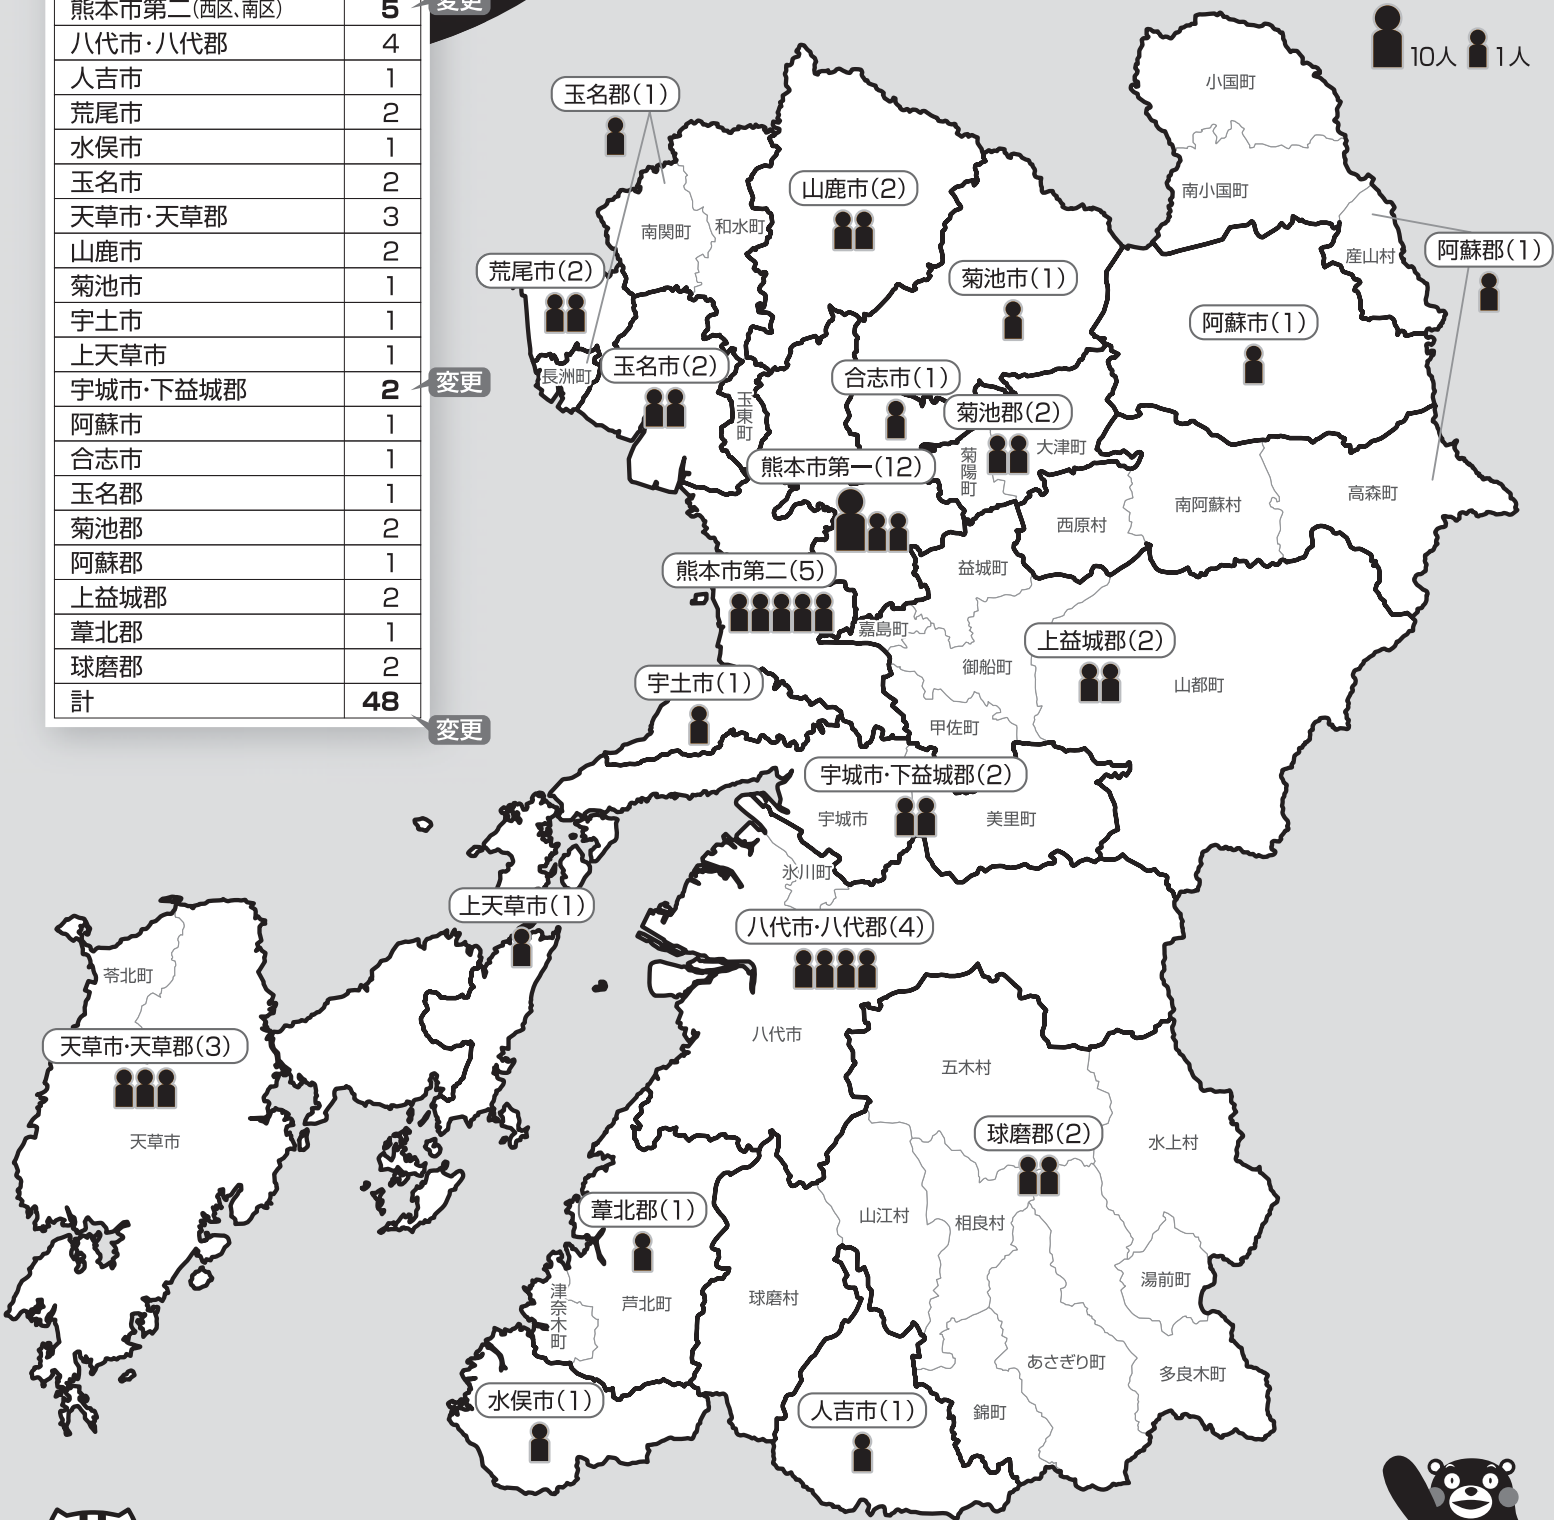 熊本市第二(西区、南区) 5
変更
八代市・八代郡 4
人吉市 1
荒尾市 2
水俣市 1
玉名市 2
天草市・天草郡 3
山鹿市 2
菊池市 1
宇土市 1
上天草市 1
宇城市・下益城郡 2
変更
阿蘇市 1
合志市 1
玉名郡 1
菊池郡 2
阿蘇郡 1
上益城郡 2
葦北郡 1
球磨郡 2
計 48
変更
10人 1人
小国町
玉名郡(1)
山鹿市(2)
南小国町
南関町
和水町
産山村
阿蘇郡(1)
荒尾市(2)
菊池市(1)
阿蘇市(1)
長洲町
玉名市(2)
合志市(1)
玉東町
菊池郡(2)
大津町
菊陽町
熊本市第一(12)
高森町
南阿蘇村
西原村
熊本市第二(5)
益城町
嘉島町
上益城郡(2)
御船町
山都町
宇土市(1)
甲佐町
宇城市・下益城郡(2)
宇城市
美里町
氷川町
上天草市(1)
八代市・八代郡(4)
苓北町
八代市
天草市・天草郡(3)
五木村
天草市
球磨郡(2)
水上村
葦北郡(1)
山江村
相良村
湯前町
津奈木町
芦北町
球磨村
あさぎり町
多良木町
水俣市(1)
人吉市(1)
錦町